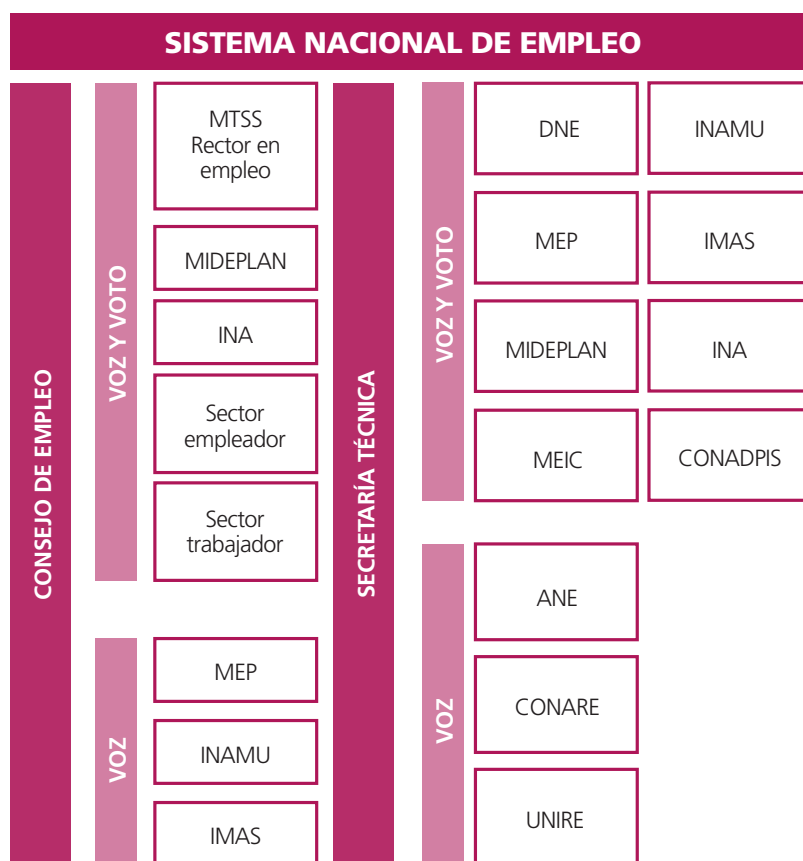 SISTEMA NACIONAL DE EMPLEO
CONSEJO DE EMPLEO
VOZ Y VOTO
MTSS
Rector en
empleo
MIDEPLAN
INA
Sector
empleador
Sector
trabajador
VOZ
MEP
INAMU
IMAS
SECRETARÍA TÉCNICA
VOZ Y VOTO
DNE
INAMU
MEP
IMAS
MIDEPLAN
INA
MEIC
CONADPIS
VOZ
ANE
CONARE
UNIRE